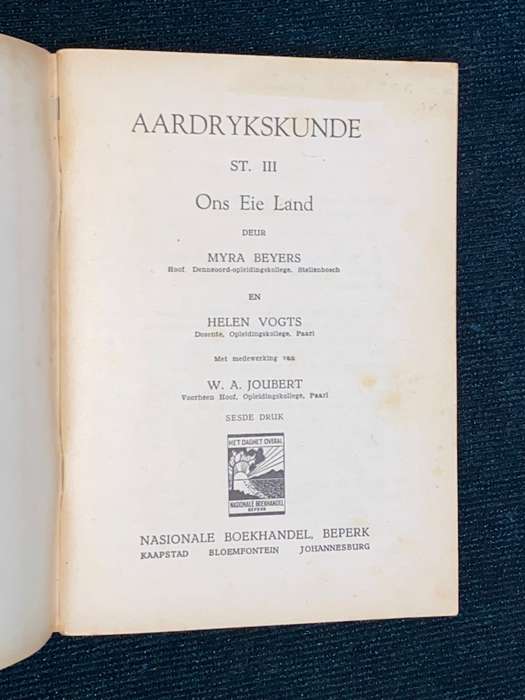 AARDRYKSKUNDE
ST. III
Ons Eie Land
DEUR
MYRA BEYERS
Hoof, Denneoord-opleidingskollege, Stellenbosch
EN
HELEN VOGTS
Dosente, Opleidingskollege, Paarl
Met medewerking van
W. A. JOUBERT
Voorheen Hoof, Opleidingskollege, Paarl
SESDE DRUK
HET DAGHET OVERAL
NASIONALE BOEKHANDEL
BEPERK
NASIONALE BOEKHANDEL, BEPERK
KAAPSTAD BLOEMFONTEIN JOHANNESBURG